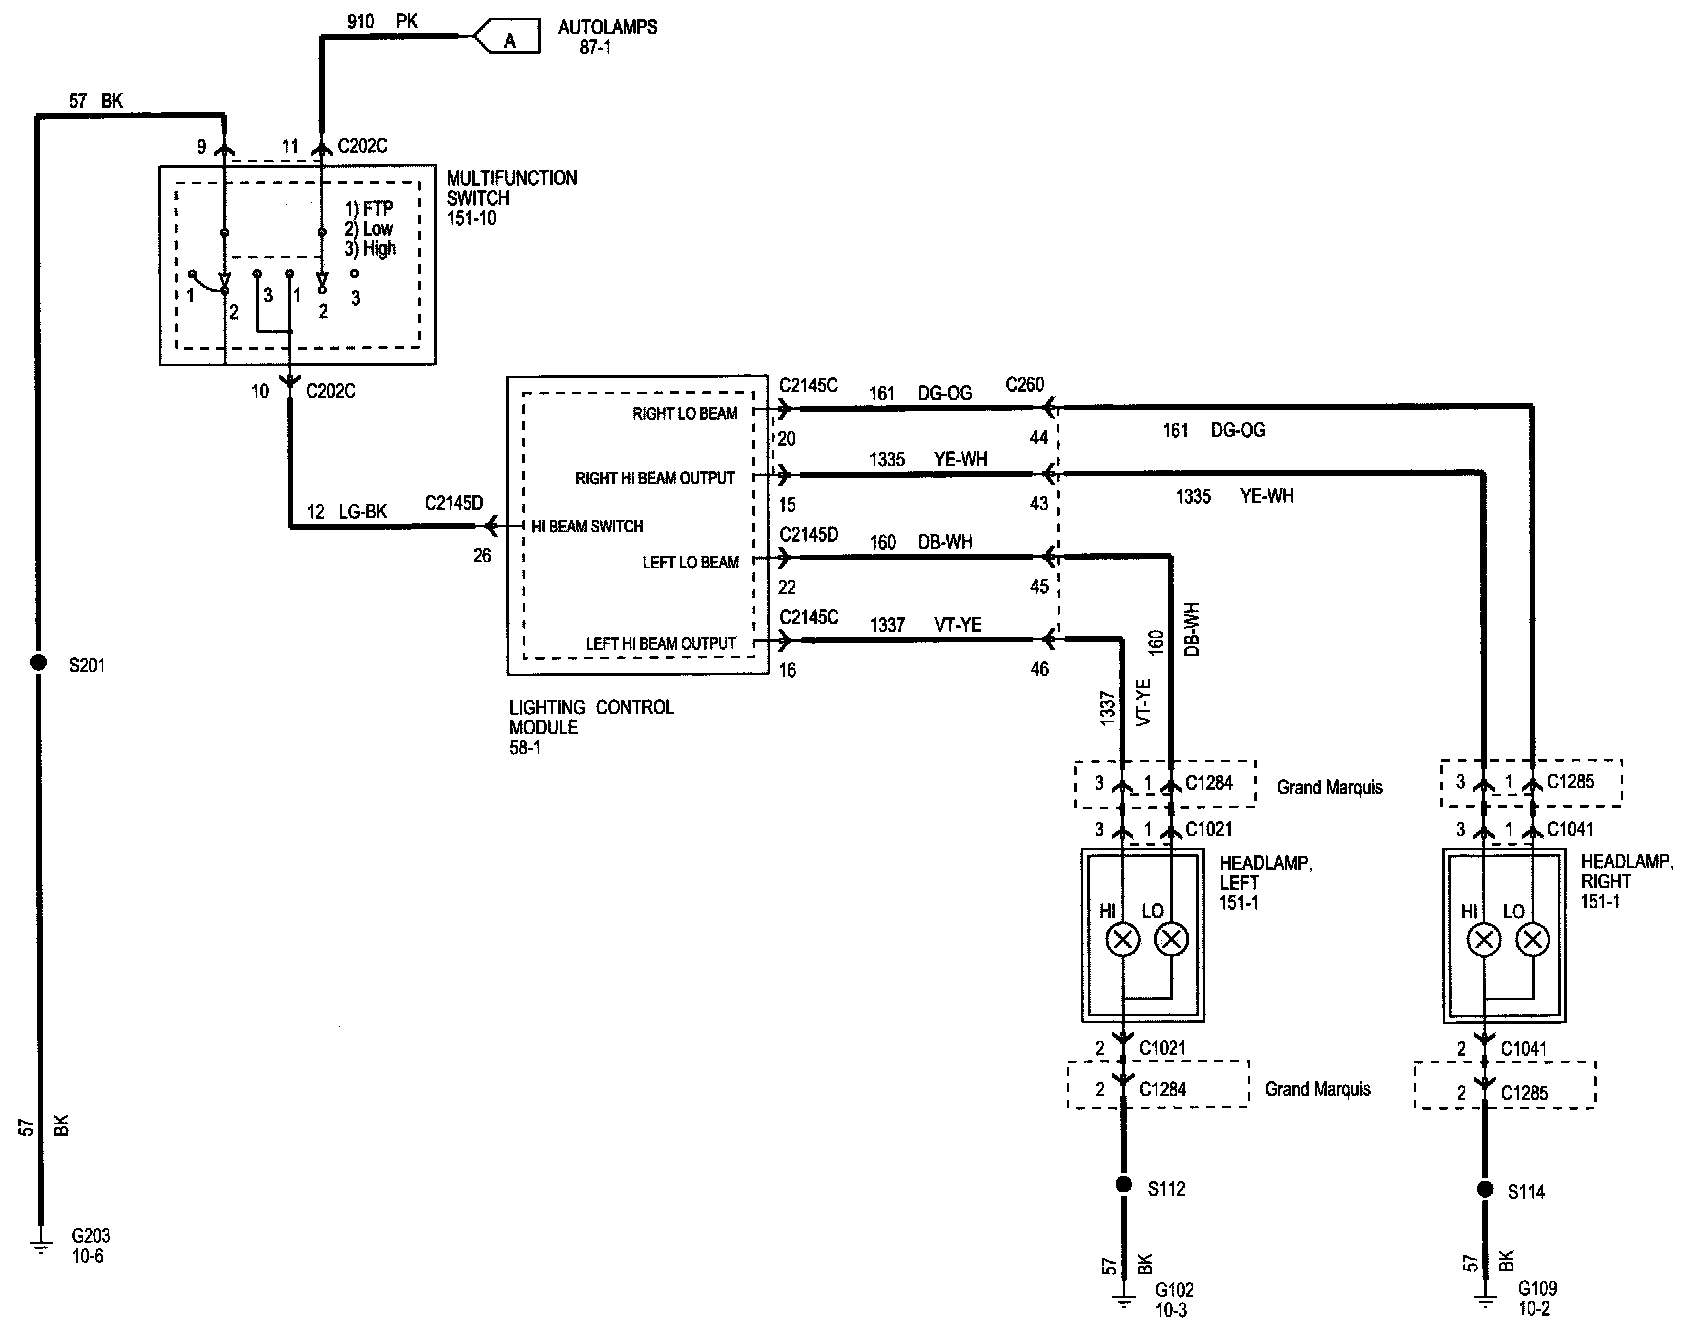 910 PK
A
AUTOLAMPS
87-1
57 BK
9
11
C202C
MULTIFUNCTION
SWITCH
151-10
1) FTP
2) Low
3) High
1
2
3
1
2
3
10
C202C
12 LG-BK
C2145D
26
HI BEAM SWITCH
RIGHT LO BEAM
RIGHT HI BEAM OUTPUT
LEFT LO BEAM
LEFT HI BEAM OUTPUT
LIGHTING CONTROL
MODULE
58-1
C2145C
20
161 DG-OG
C260
44
161 DG-OG
15
1335 YE-WH
43
1335 YE-WH
C2145D
22
160 DB-WH
45
160
DB-WH
C2145C
16
1337 VT-YE
46
1337
VT-YE
S201
57
BK
G203
10-6
3
1
C1284
Grand Marquis
3
1
C1285
3
1
C1021
3
1
C1041
HEADLAMP,
LEFT
151-1
HI
LO
HEADLAMP,
RIGHT
151-1
HI
LO
2
C1021
2
C1041
2
C1284
Grand Marquis
2
C1285
S112
S114
57
BK
G102
10-3
57
BK
G109
10-2